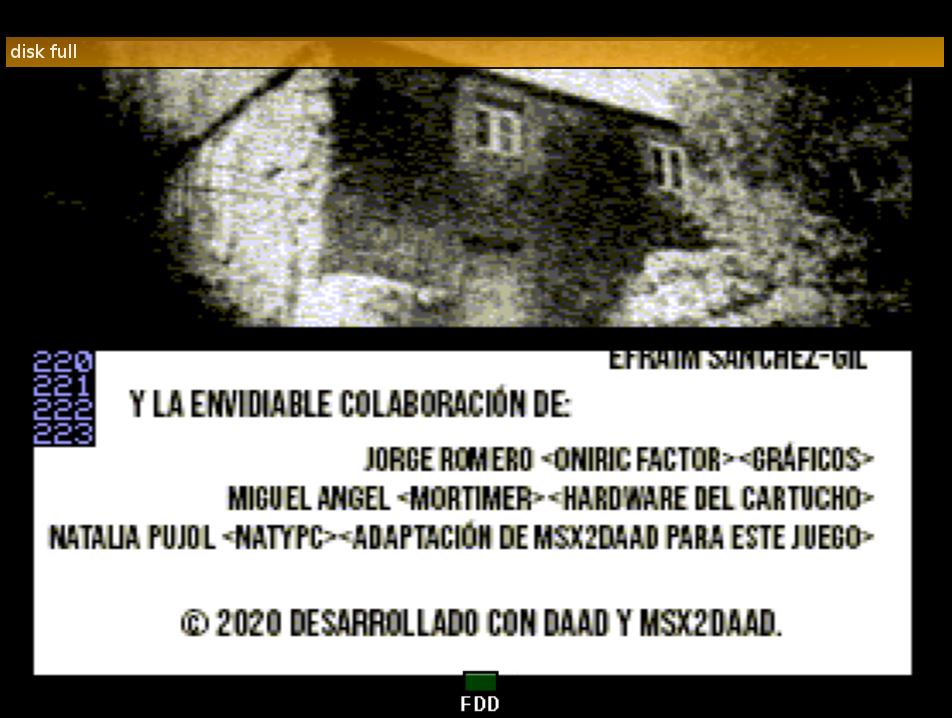 disk full
220
221
222
223
EFRAIM SANCHEZ-GIL
Y LA ENVIDIABLE COLABORACIÓN DE:
JORGE ROMERO <ONIRIC FACTOR><GRÁFICOS>
MIGUEL ANGEL <MORTIMER><HARDWARE DEL CARTUCHO>
NATALIA PUJOL <NATYPC><ADAPTACIÓN DE MSX2DAAD PARA ESTE JUEGO>
© 2020 DESARROLLADO CON DAAD Y MSX2DAAD.
FDD